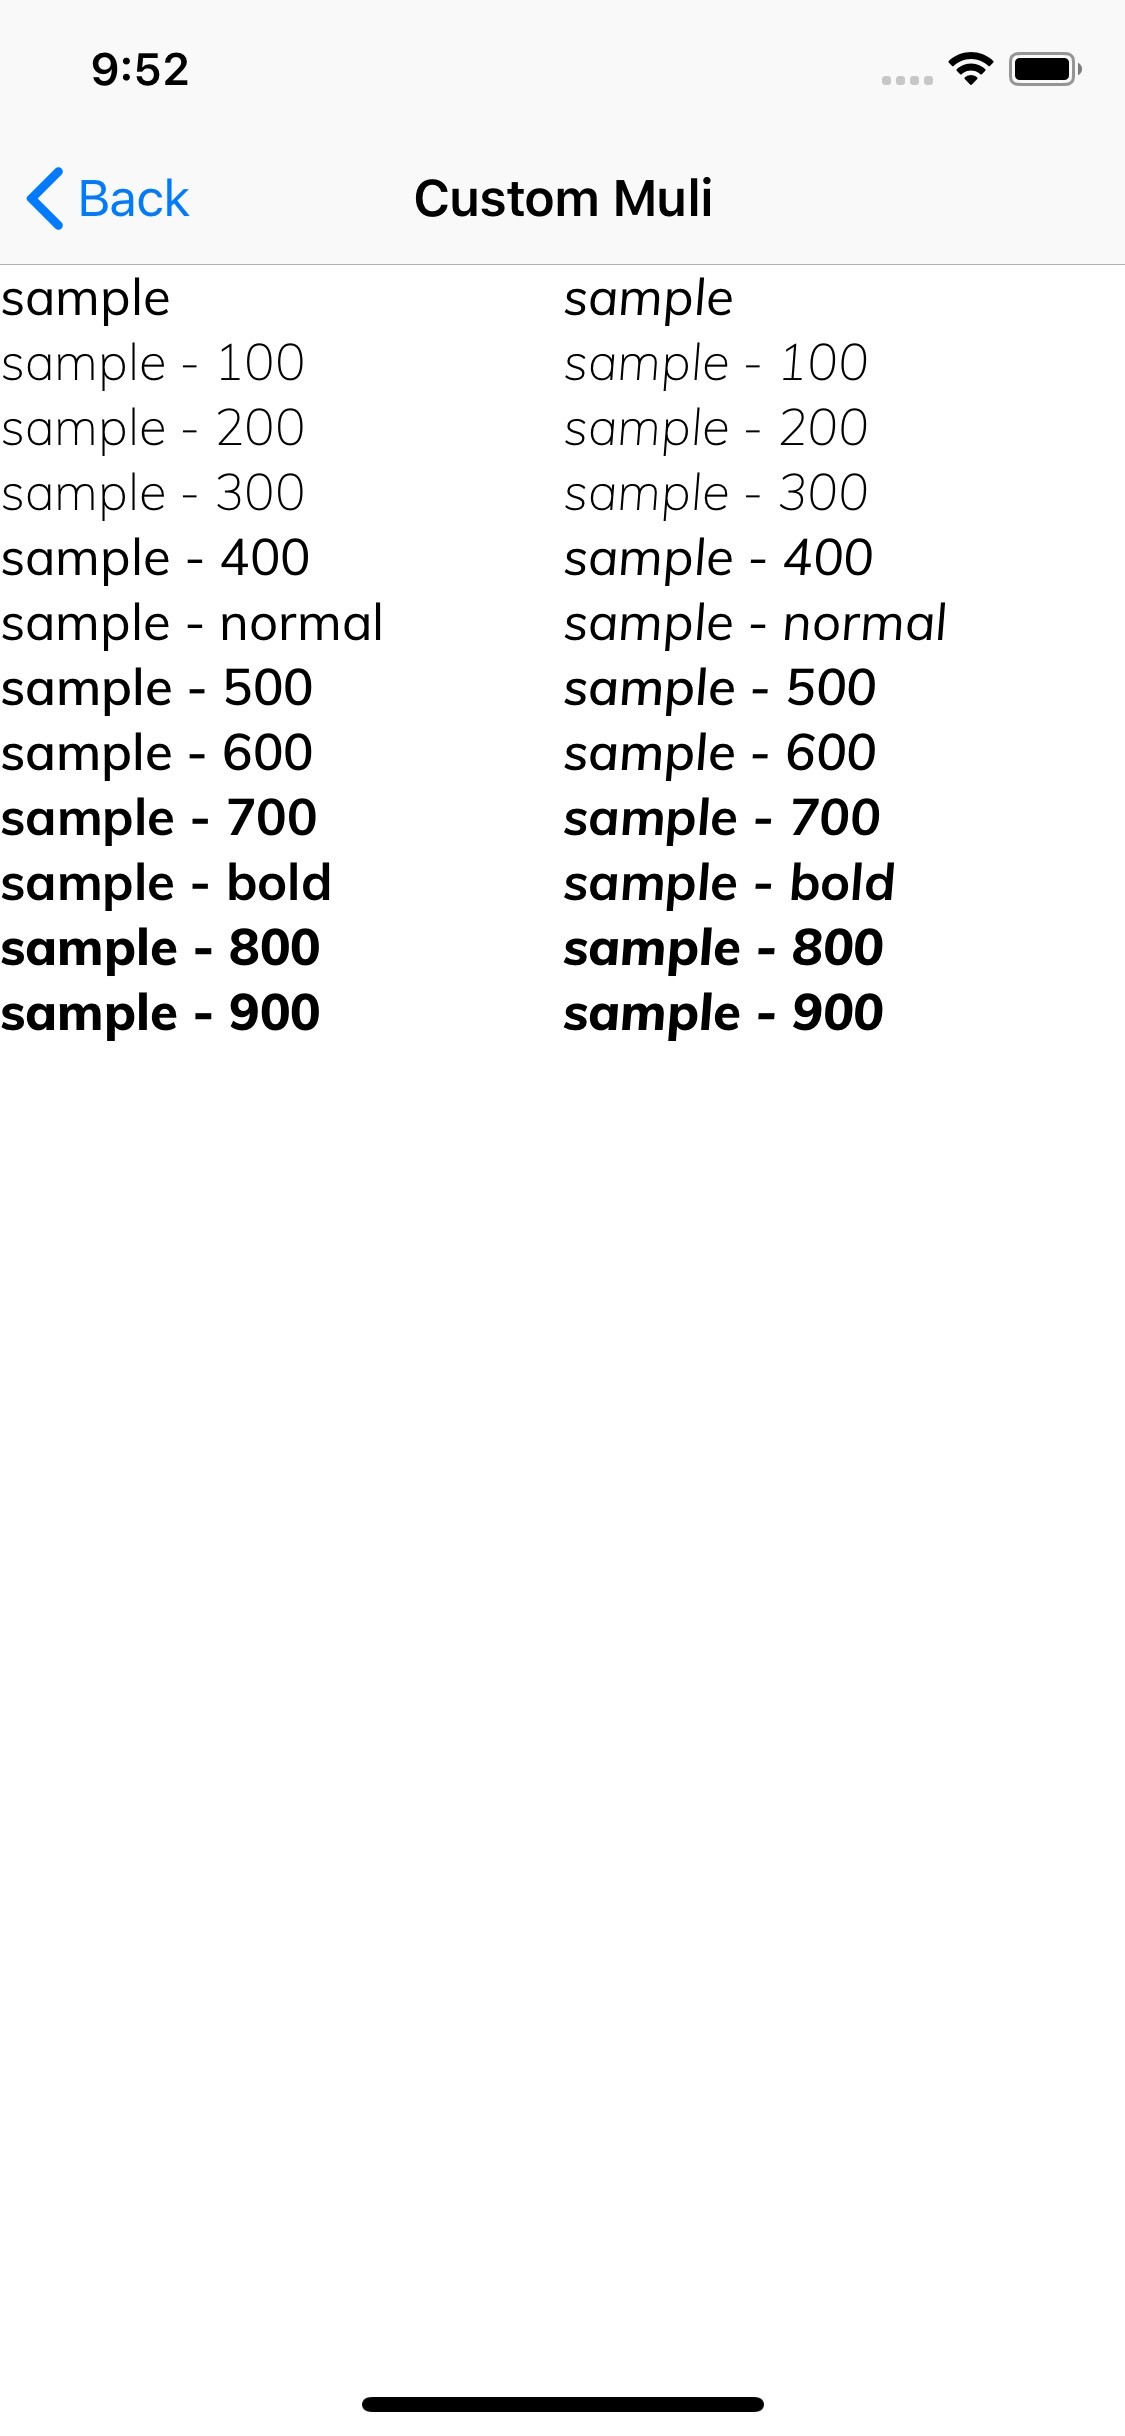 9:52
Back Custom Muli
sample sample
sample - 100 sample - 100
sample - 200 sample - 200
sample - 300 sample - 300
sample - 400 sample - 400
sample - normal sample - normal
sample - 500 sample - 500
sample - 600 sample - 600
sample - 700 sample - 700
sample - bold sample - bold
sample - 800 sample - 800
sample - 900 sample - 900